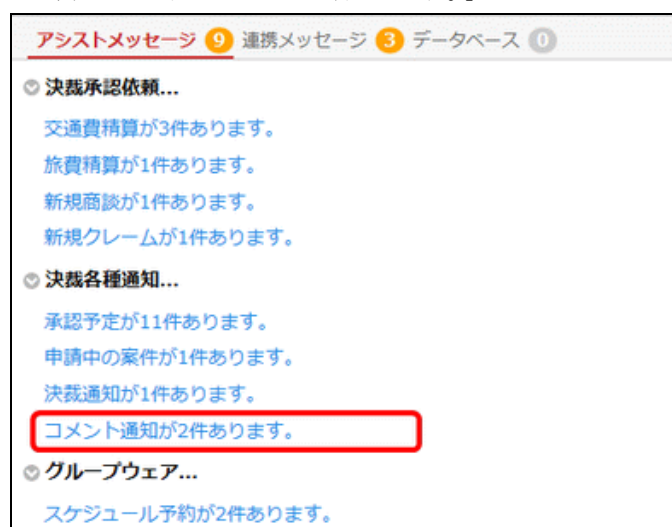 アシストメッセージ 9 連携メッセージ 3 データベース 0
決裁承認依頼...
交通費精算が3件あります。
旅費精算が1件あります。
新規商談が1件あります。
新規クレームが1件あります。
決裁各種通知...
承認予定が11件あります。
申請中の案件が1件あります。
決裁通知が1件あります。
コメント通知が2件あります。
グループウェア...
スケジュール予約が2件あります。